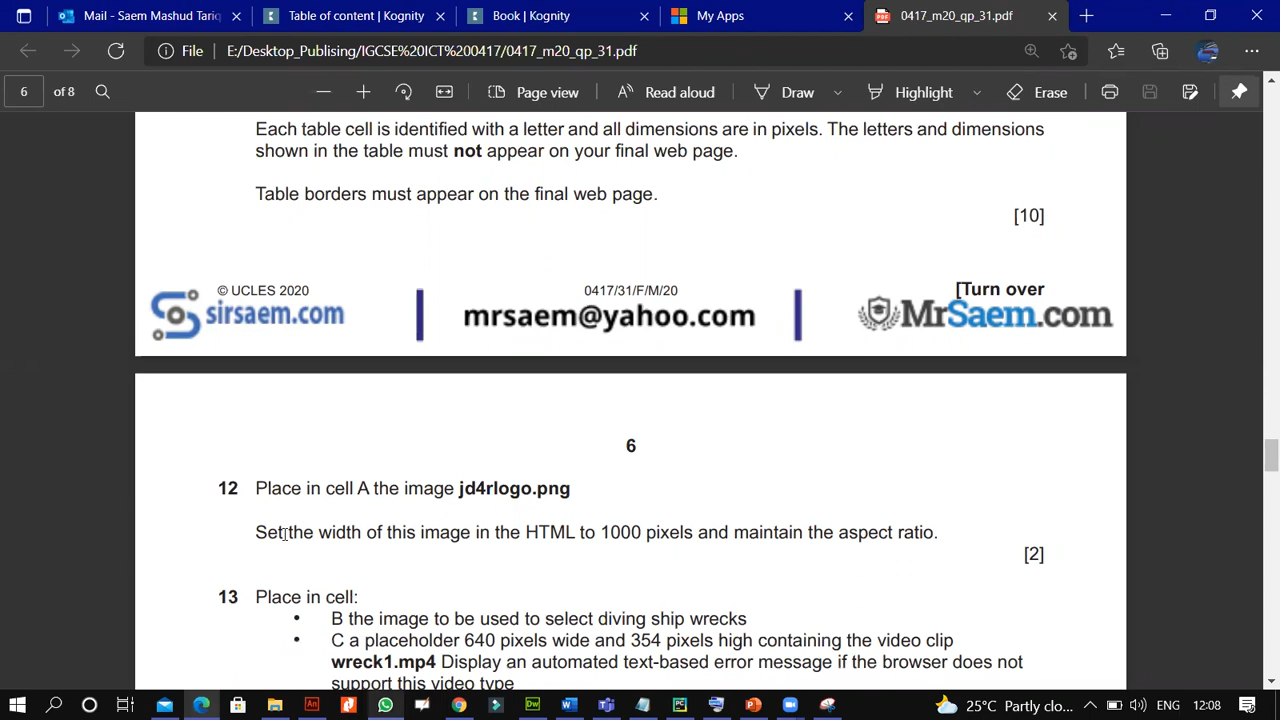 Mail - Saem Mashud Tariq
Table of content | Kognity
Book | Kognity
My Apps
0417_m20_qp_31.pdf
File
E:/Desktop_Publising/IGCSE%20ICT%200417/0417_m20_qp_31.pdf
6 of 8
Page view
Read aloud
Draw
Highlight
Erase
Each table cell is identified with a letter and all dimensions are in pixels. The letters and dimensions
shown in the table must not appear on your final web page.
Table borders must appear on the final web page.
[10]
© UCLES 2020
0417/31/F/M/20
[Turn over
sirsaem.com
mrsaem@yahoo.com
MrSaem.com
6
12 Place in cell A the image jd4rlogo.png
Set the width of this image in the HTML to 1000 pixels and maintain the aspect ratio.
[2]
13 Place in cell:
• B the image to be used to select diving ship wrecks
• C a placeholder 640 pixels wide and 354 pixels high containing the video clip
wreck1.mp4 Display an automated text-based error message if the browser does not
support this video type
25°C Partly clo...
ENG
12:08